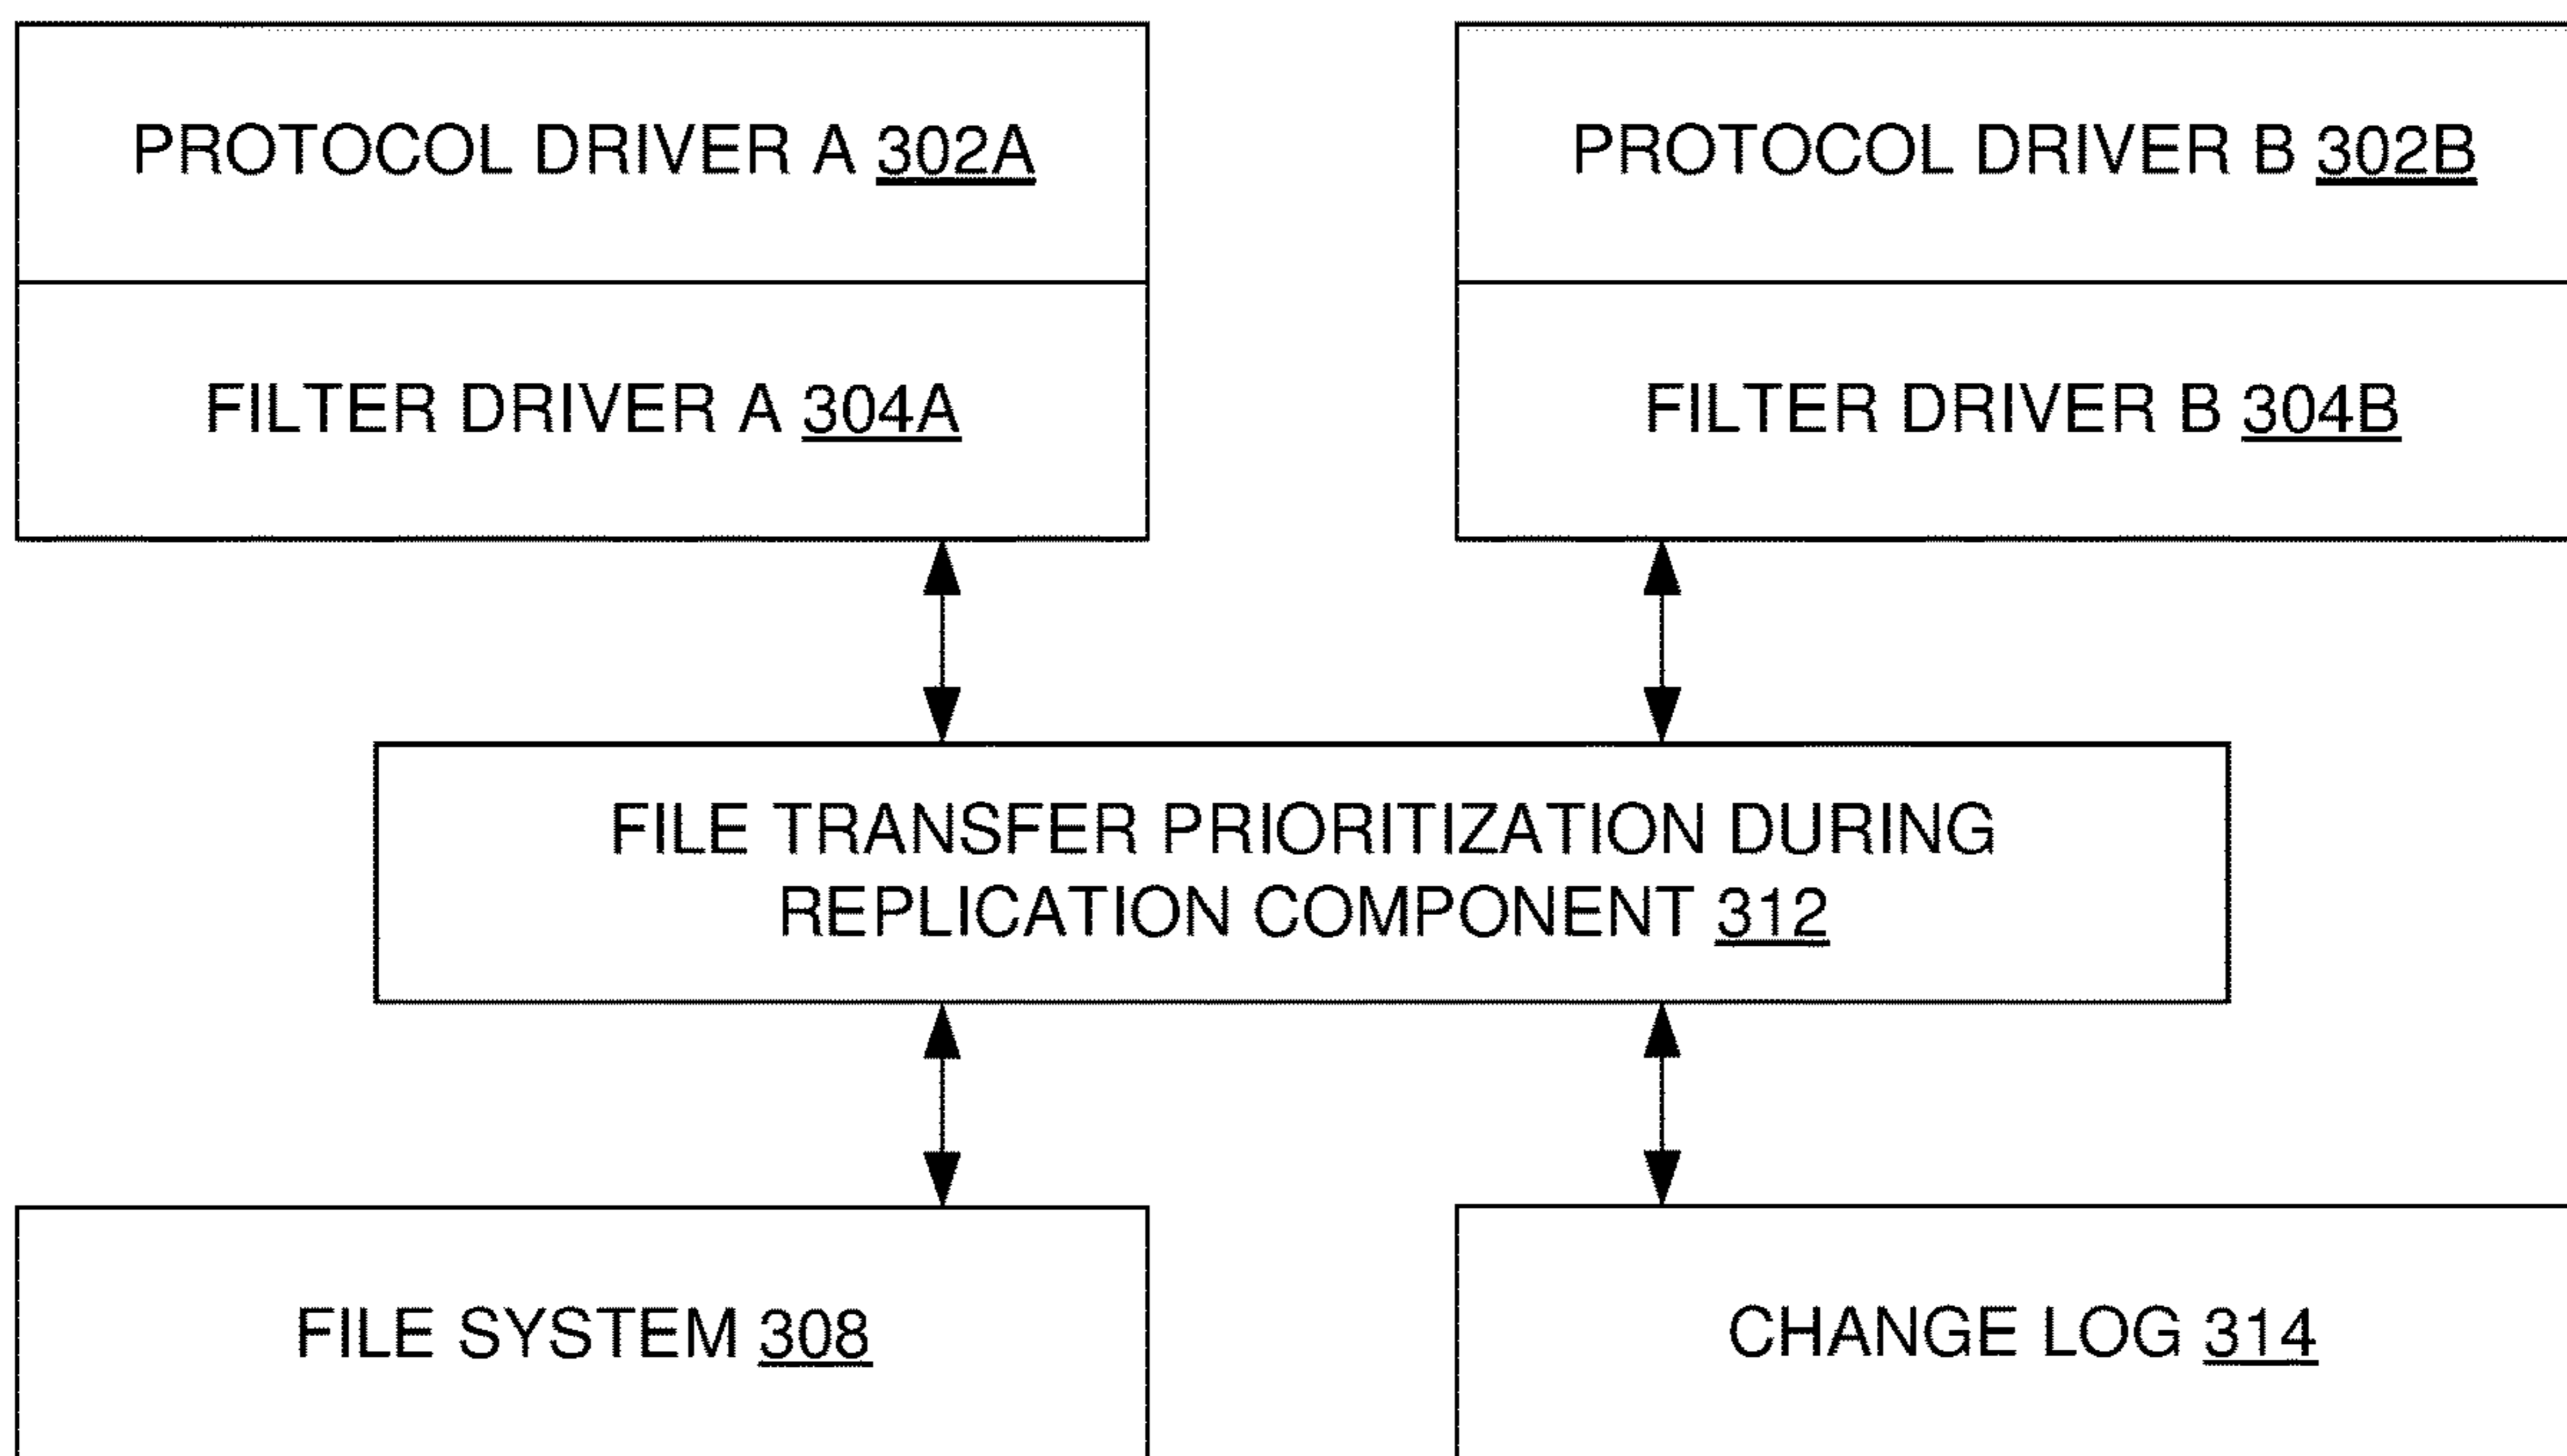 PROTOCOL DRIVER A 302A
PROTOCOL DRIVER B 302B
FILTER DRIVER A 304A
FILTER DRIVER B 304B
FILE TRANSFER PRIORITIZATION DURING
REPLICATION COMPONENT 312
FILE SYSTEM 308
CHANGE LOG 314